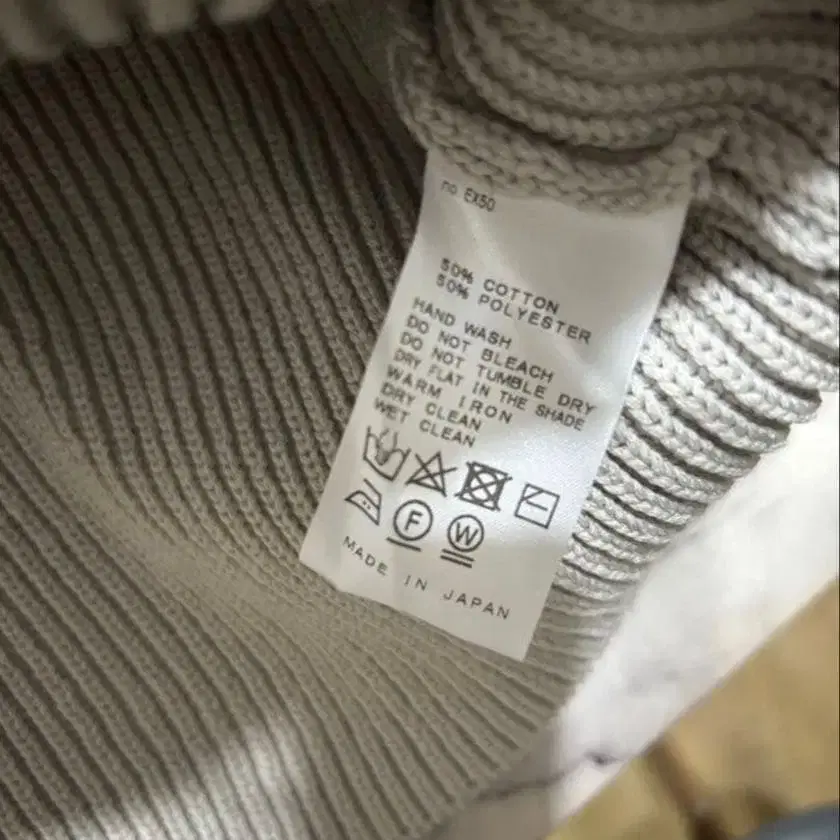 no. EX50
50% COTTON
50% POLYESTER
HAND WASH
DO NOT BLEACH
DO NOT TUMBLE DRY
DRY FLAT IN THE SHADE
WARM IRON
DRY CLEAN
WET CLEAN
F W
MADE IN JAPAN